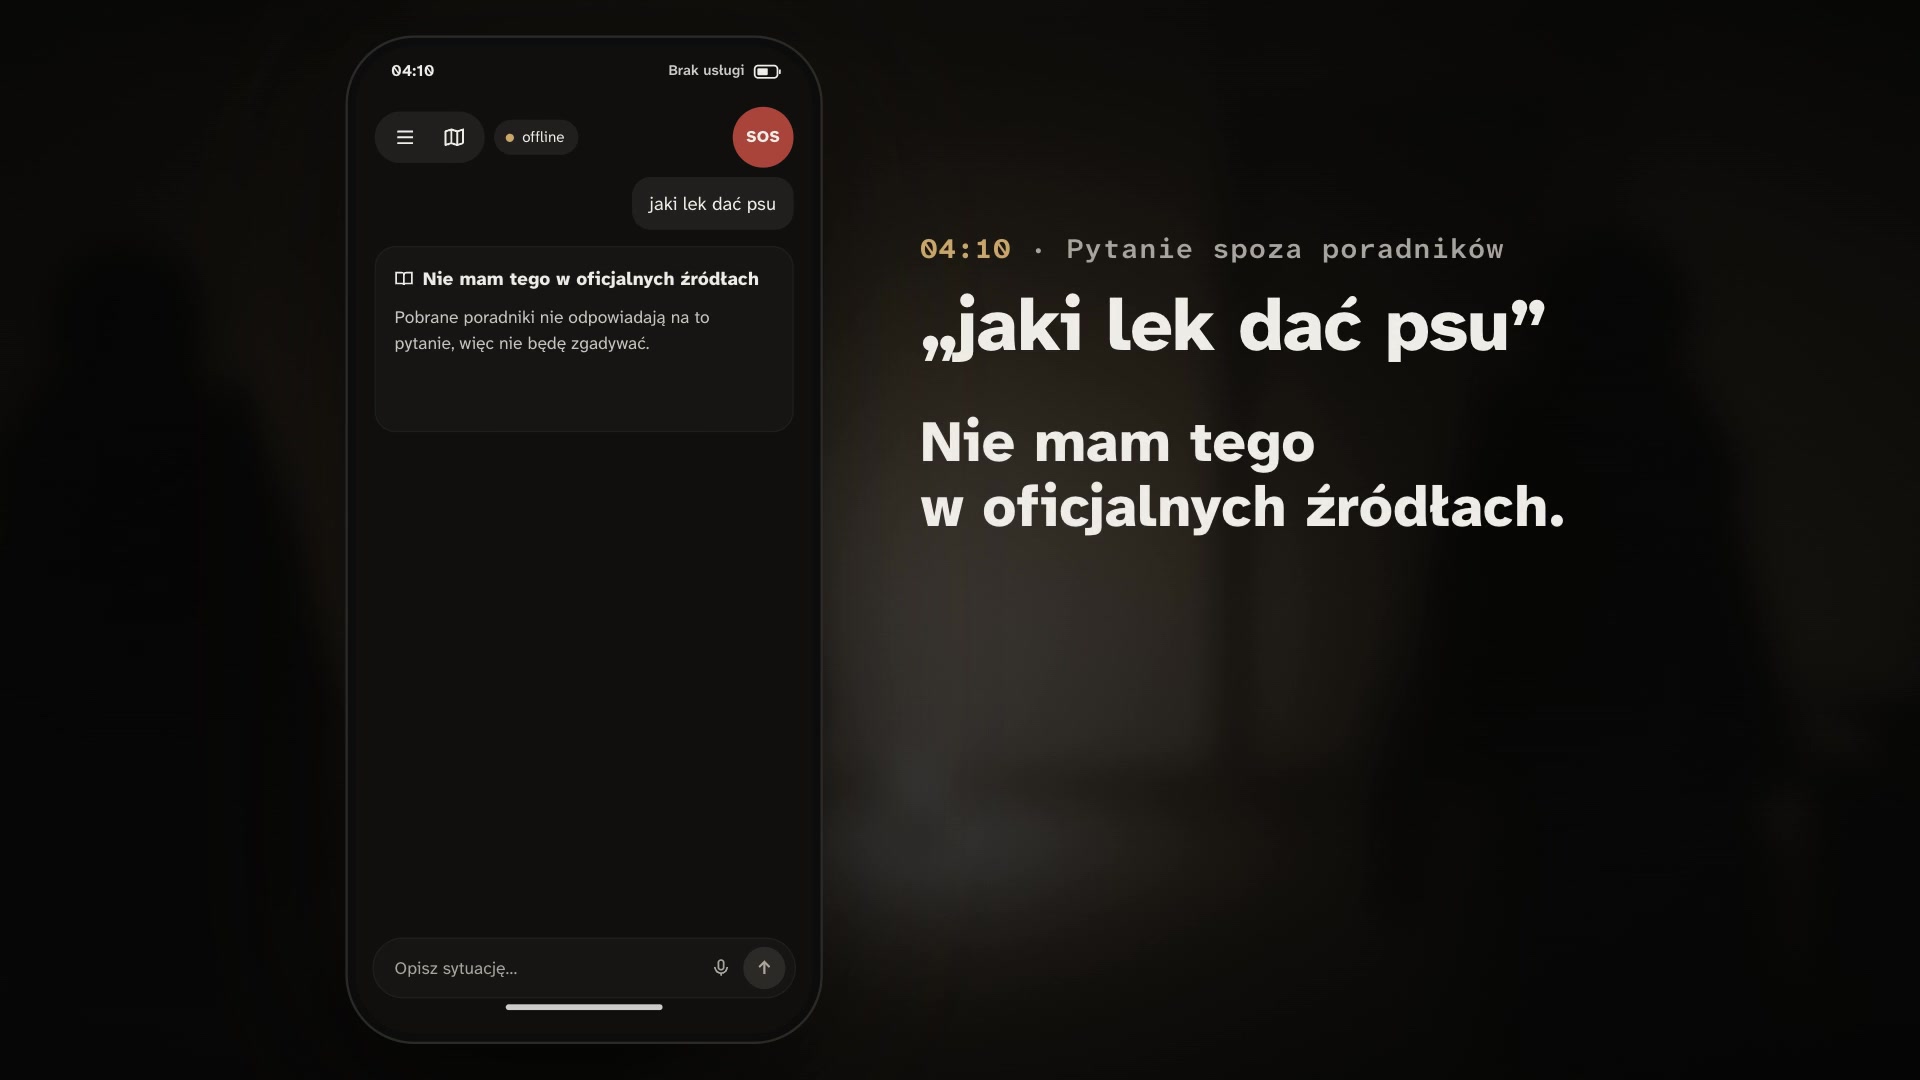 04:10
Brak usługi
offline
SOS
jaki lek dać psu
Nie mam tego w oficjalnych źródłach
Pobrane poradniki nie odpowiadają na to
pytanie, więc nie będę zgadywać.
Opisz sytuację...
04:10 · Pytanie spoza poradników
„jaki lek dać psu”
Nie mam tego
w oficjalnych źródłach.